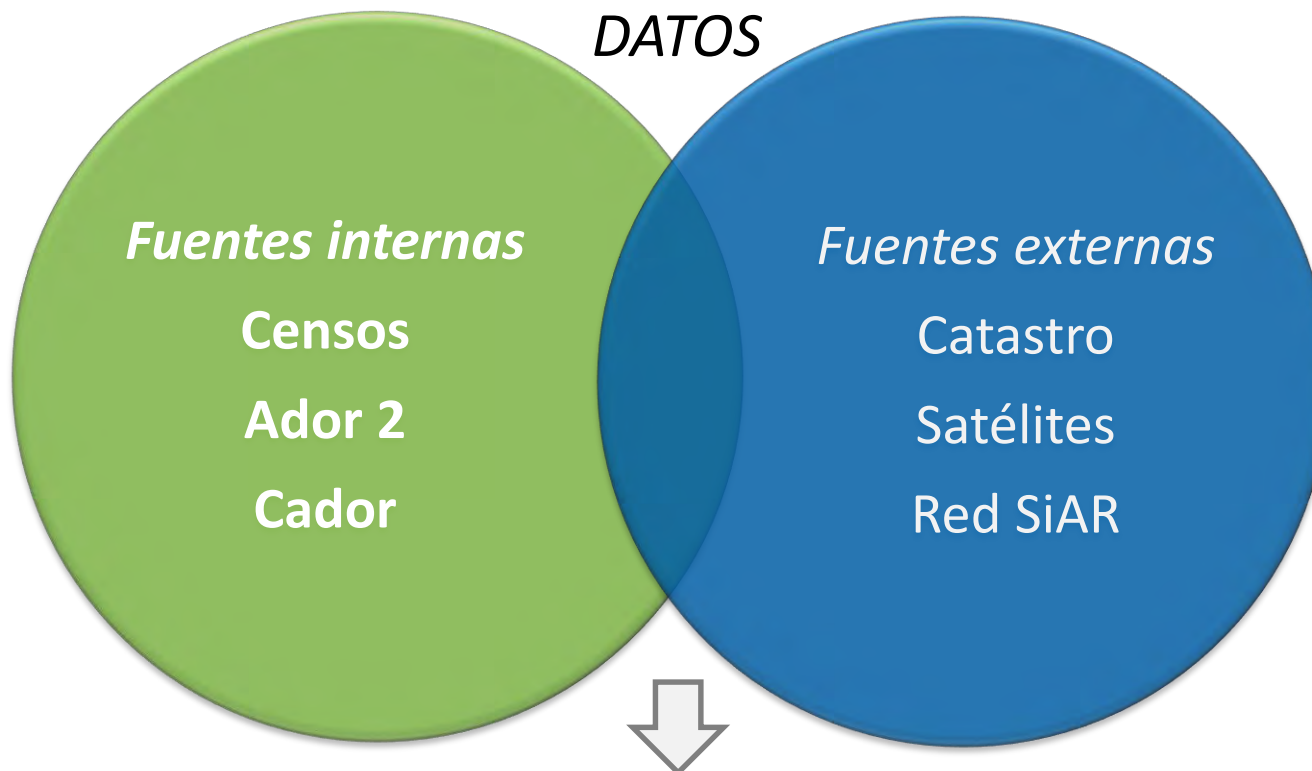 DATOS
Fuentes internas
Censos
Ador 2
Cador
Fuentes externas
Catastro
Satélites
Red SiAR